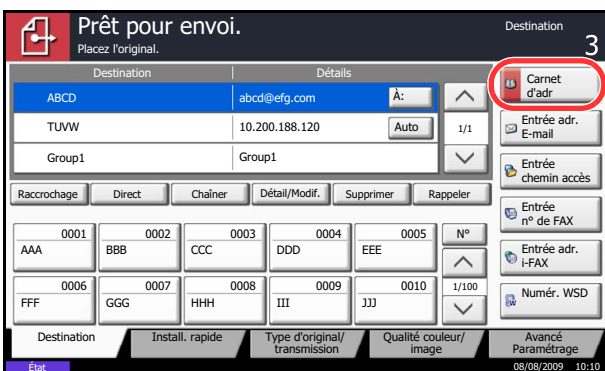 Prêt pour envoi.
Placez l'original.
Destination
3
Destination Détails
ABCD abcd@efg.com À:
TUVW 10.200.188.120 Auto 1/1
Group1 Group1
Raccrochage Direct Chaîner Détail/Modif. Supprimer Rappeler
0001 0002 0003 0004 0005 N°
AAA BBB CCC DDD EEE
0006 0007 0008 0009 0010 1/100
FFF GGG HHH III JJJ
Carnet
d'adr
Entrée adr.
E-mail
Entrée
chemin accès
Entrée
n° de FAX
Entrée adr.
i-FAX
Numér. WSD
Destination Install. rapide Type d'original/
transmission Qualité couleur/
image Avancé
Paramétrage
État 08/08/2009 10:10